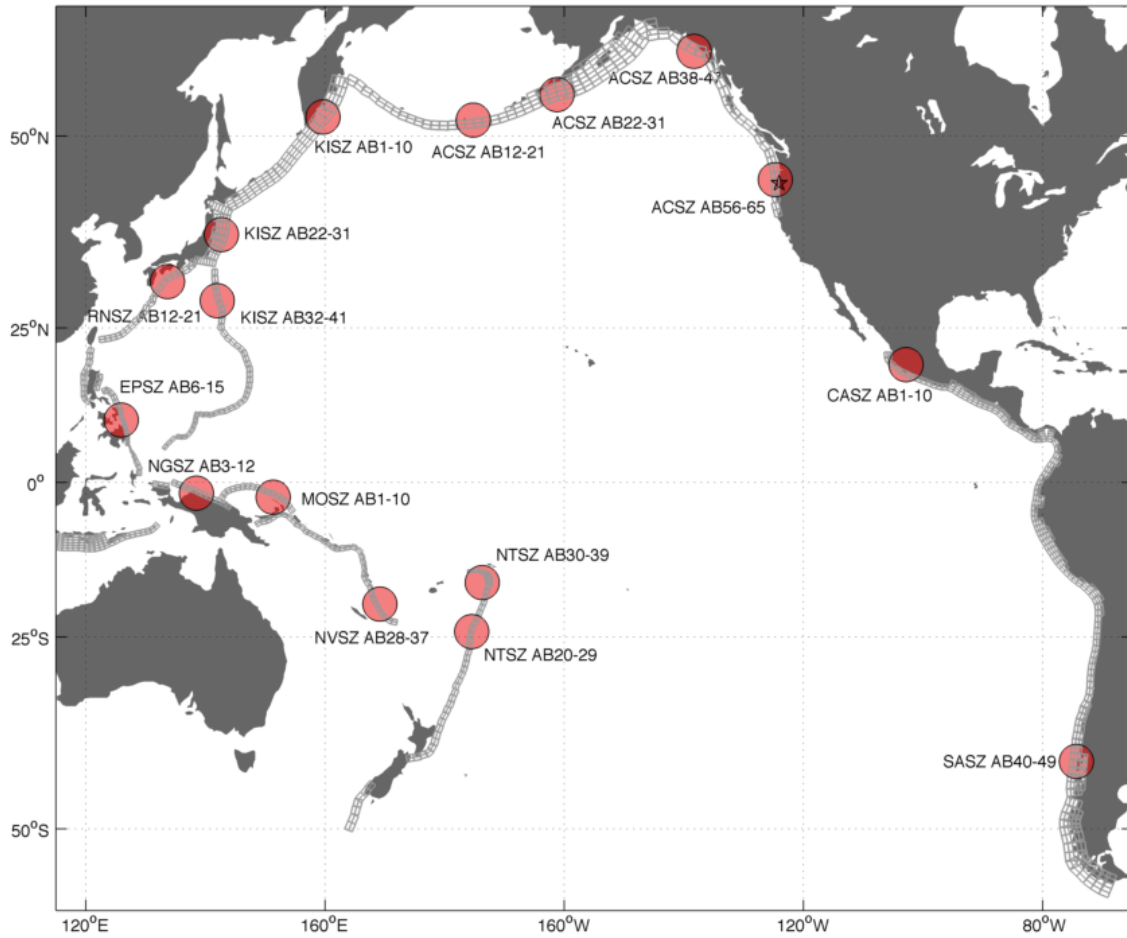 ACSZ AB38-47
50°N
KISZ AB1-10
ACSZ AB12-21
ACSZ AB22-31
ACSZ AB56-65
KISZ AB22-31
RNSZ AB12-21
KISZ AB32-41
25°N
EPSZ AB6-15
CASZ AB1-10
NGSZ AB3-12
0°
MOSZ AB1-10
NTSZ AB30-39
NVSZ AB28-37
25°S
NTSZ AB20-29
SASZ AB40-49
50°S
120°E
160°E
160°W
120°W
80°W